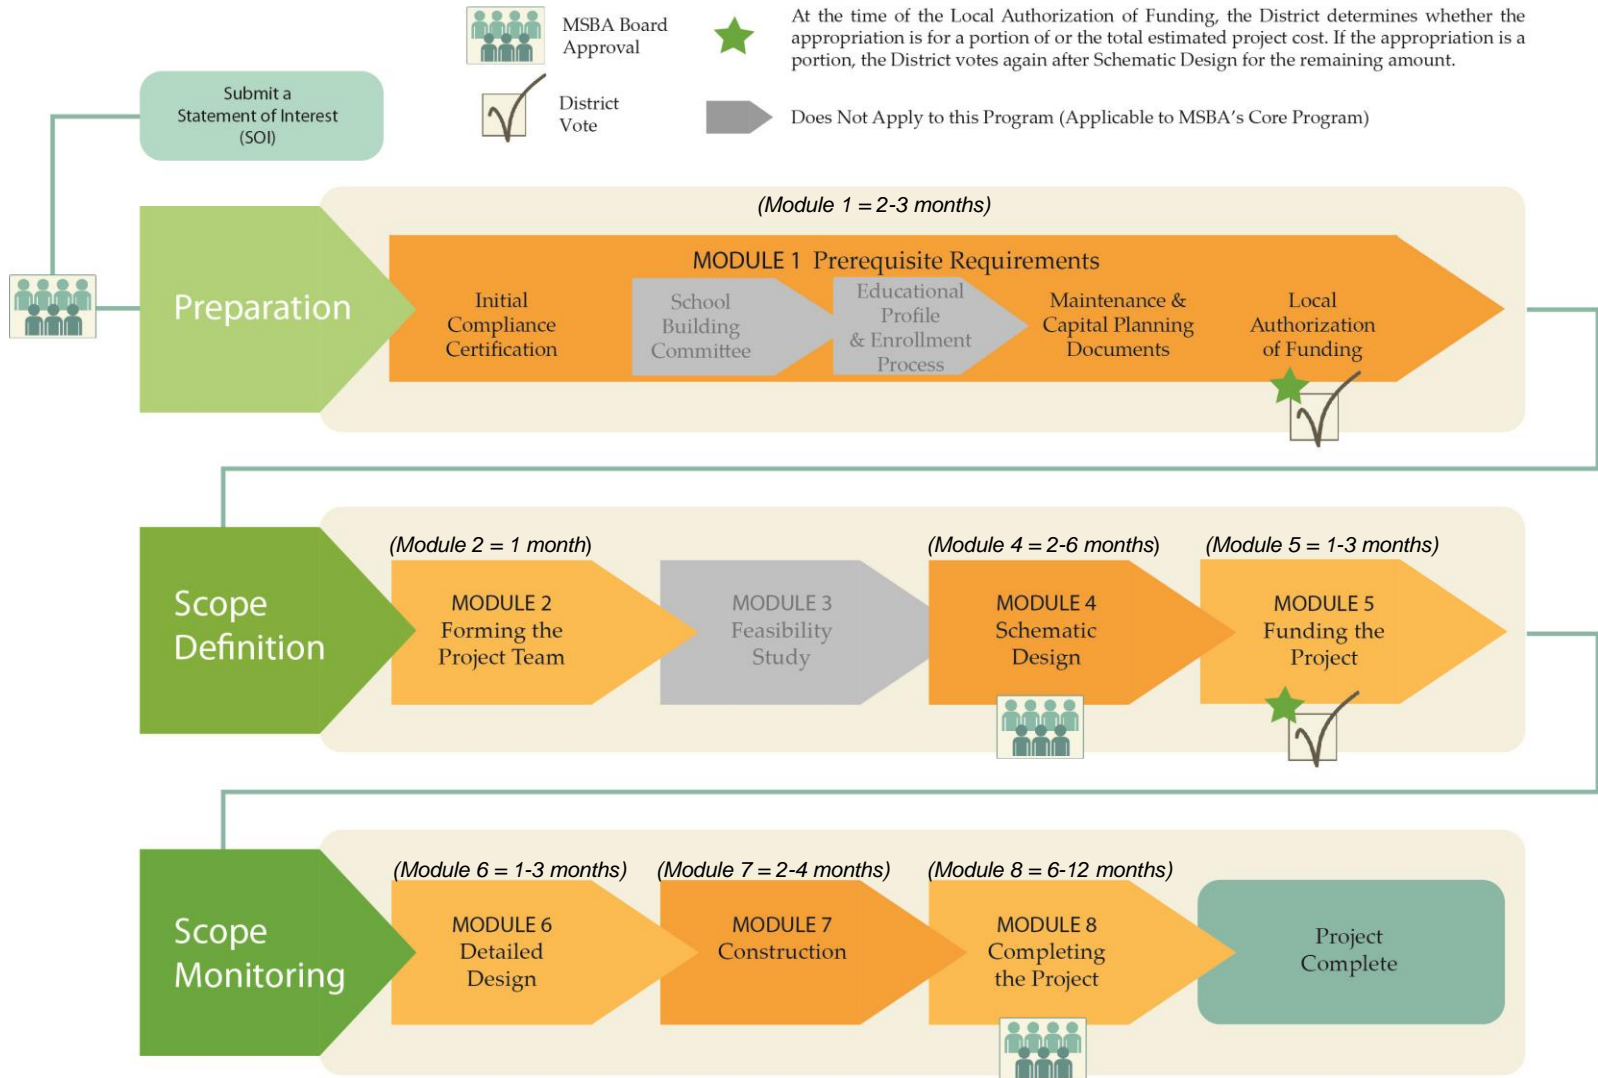 MSBA Board
Approval
At the time of the Local Authorization of Funding, the District determines whether the
appropriation is for a portion of or the total estimated project cost. If the appropriation is a
portion, the District votes again after Schematic Design for the remaining amount.
District
Vote
Does Not Apply to this Program (Applicable to MSBA's Core Program)
Submit a
Statement of Interest
(SOI)
(Module 1 = 2-3 months)
Preparation
MODULE 1 Prerequisite Requirements
Initial
Compliance
Certification
School
Building
Committee
Educational
Profile
& Enrollment
Process
Maintenance &
Capital Planning
Documents
Local
Authorization
of Funding
Scope
Definition
(Module 2 = 1 month)
MODULE 2
Forming the
Project Team
MODULE 3
Feasibility
Study
(Module 4 = 2-6 months)
MODULE 4
Schematic
Design
(Module 5 = 1-3 months)
MODULE 5
Funding the
Project
Scope
Monitoring
(Module 6 = 1-3 months)
MODULE 6
Detailed
Design
(Module 7 = 2-4 months)
MODULE 7
Construction
(Module 8 = 6-12 months)
MODULE 8
Completing
the Project
Project
Complete